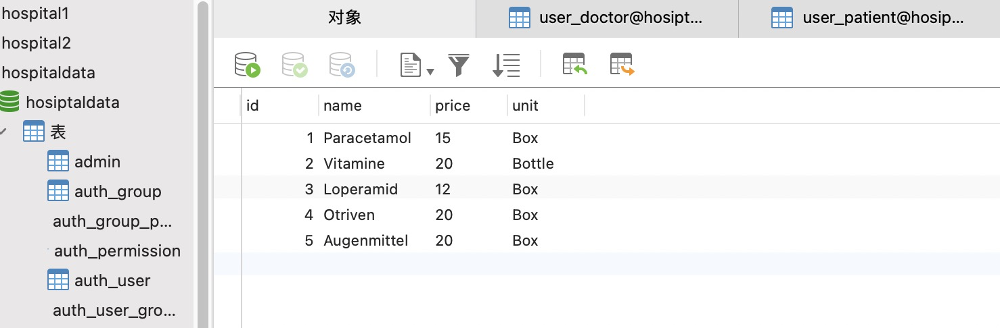 hospital1
hospital2
hospitaldata
hosiptaldata
表
admin
auth_group
auth_group_p...
auth_permission
auth_user
auth_user_gro...
对象 user_doctor@hosipt... user_patient@hosip...
id name price unit
1 Paracetamol 15 Box
2 Vitamine 20 Bottle
3 Loperamid 12 Box
4 Otriven 20 Box
5 Augenmittel 20 Box